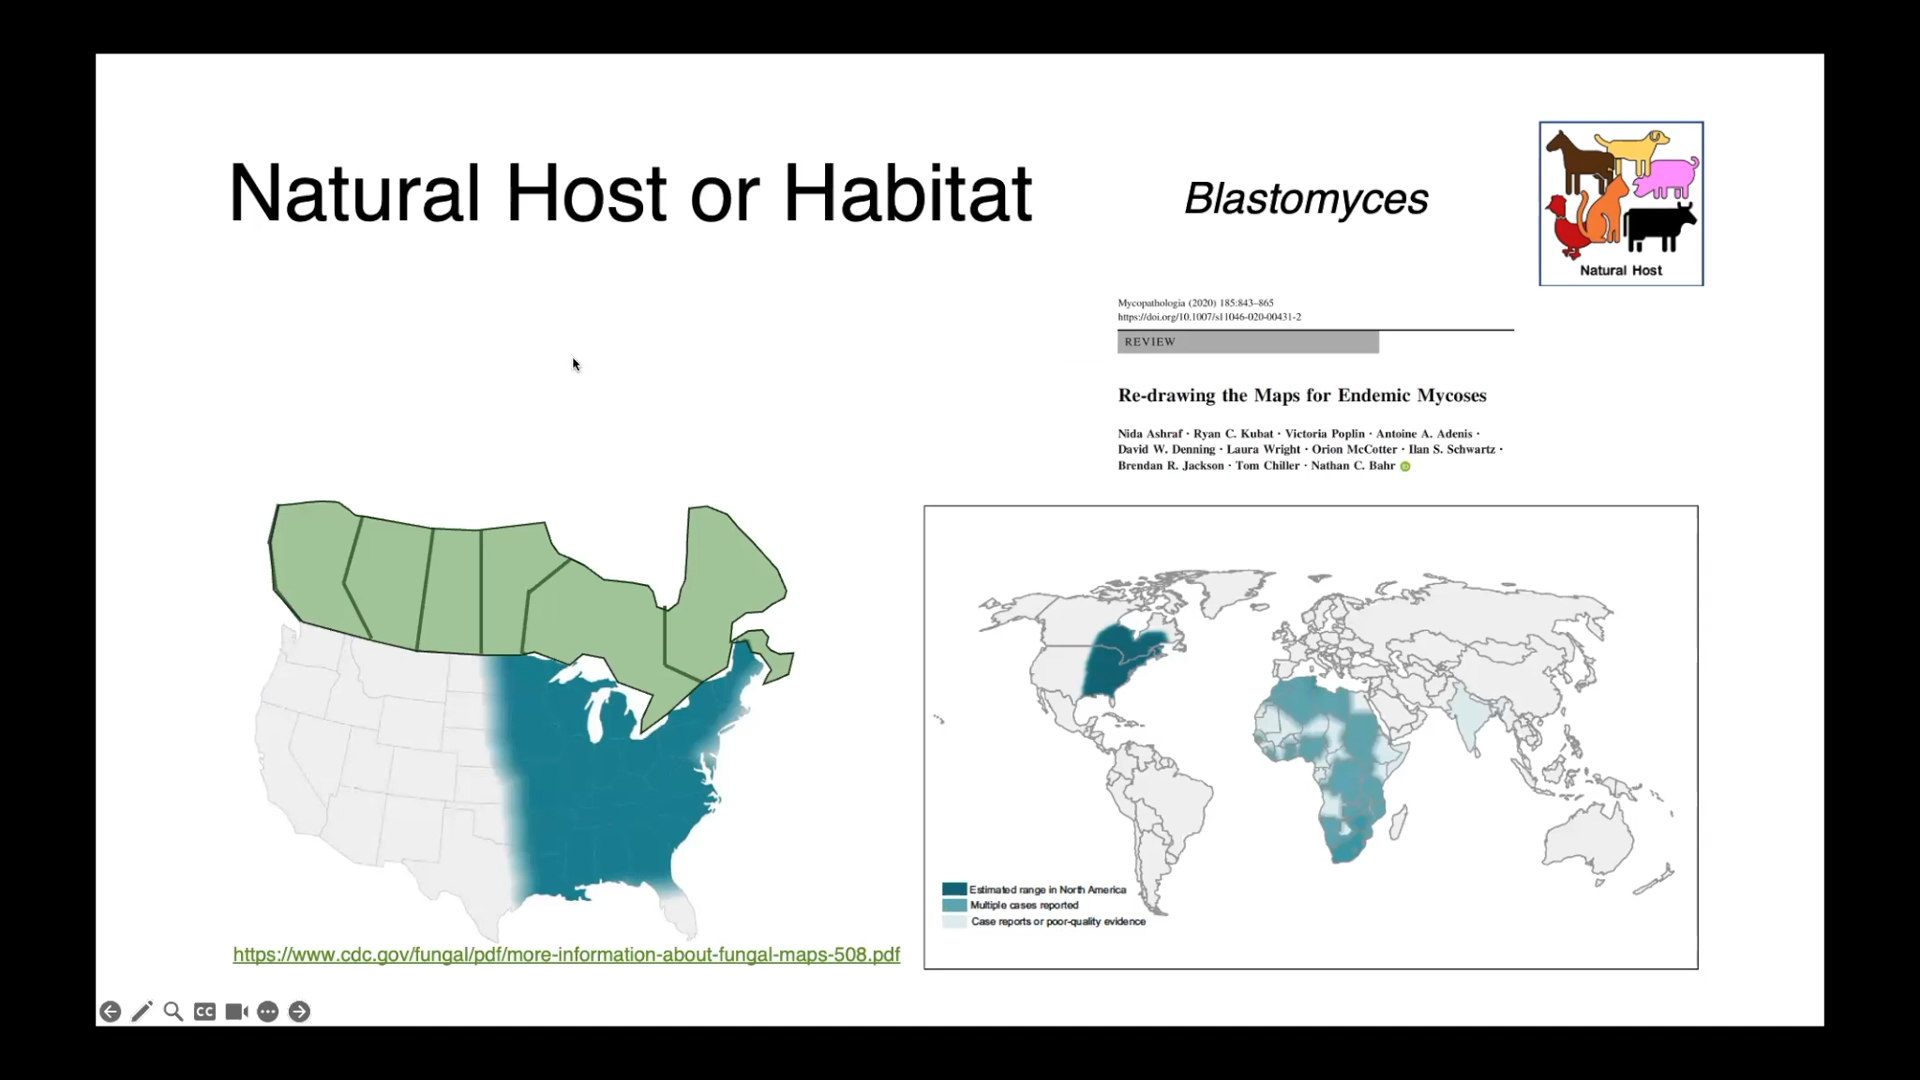 Natural Host or Habitat
Blastomyces
Natural Host
Mycopathologia (2020) 185:843–865
https://doi.org/10.1007/s11046-020-00431-2
REVIEW
Re-drawing the Maps for Endemic Mycoses
Nida Ashraf · Ryan C. Kubat · Victoria Poplin · Antoine A. Adenis ·
David W. Denning · Laura Wright · Orion McCotter · Ilan S. Schwartz ·
Brendan R. Jackson · Tom Chiller · Nathan C. Bahr
Estimated range in North America
Multiple cases reported
Case reports or poor-quality evidence
https://www.cdc.gov/fungal/pdf/more-information-about-fungal-maps-508.pdf
CC